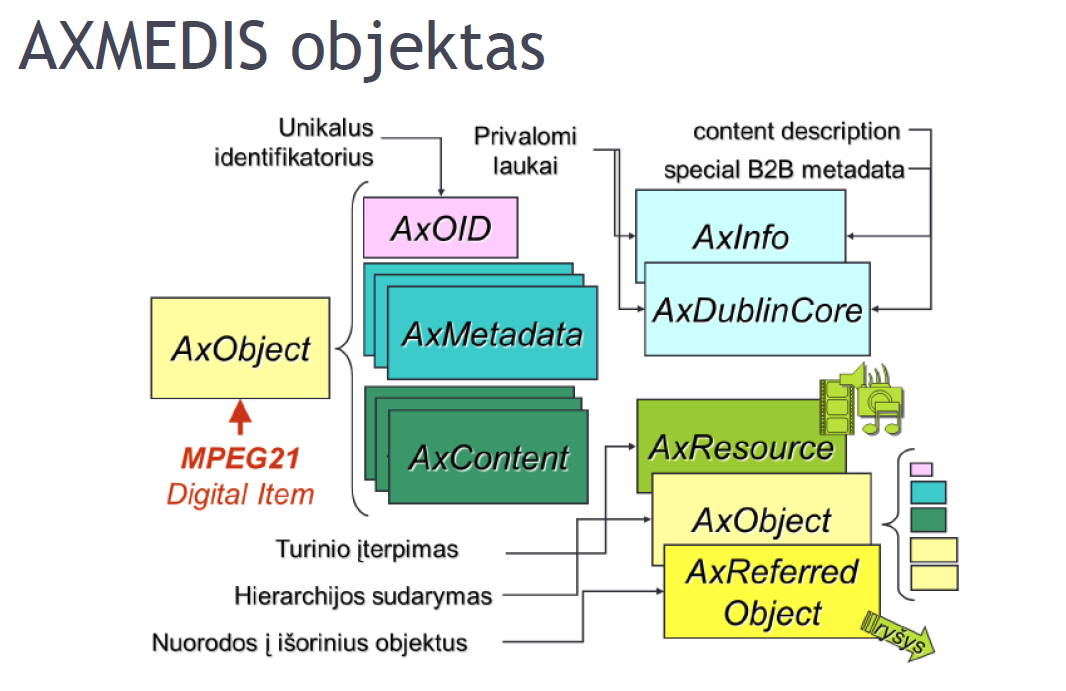 AXMEDIS objektas
Unikalus
identifikatorius
Privalomi
laukai
content description
special B2B metadata
AxOID
AxInfo
AxMetadata
AxDublinCore
AxObject
MPEG21
Digital Item
AxContent
AxResource
AxObject
AxReferred
Object
Turinio įterpimas
Hierarchijos sudarymas
Nuorodos į išorinius objektus
ryšys